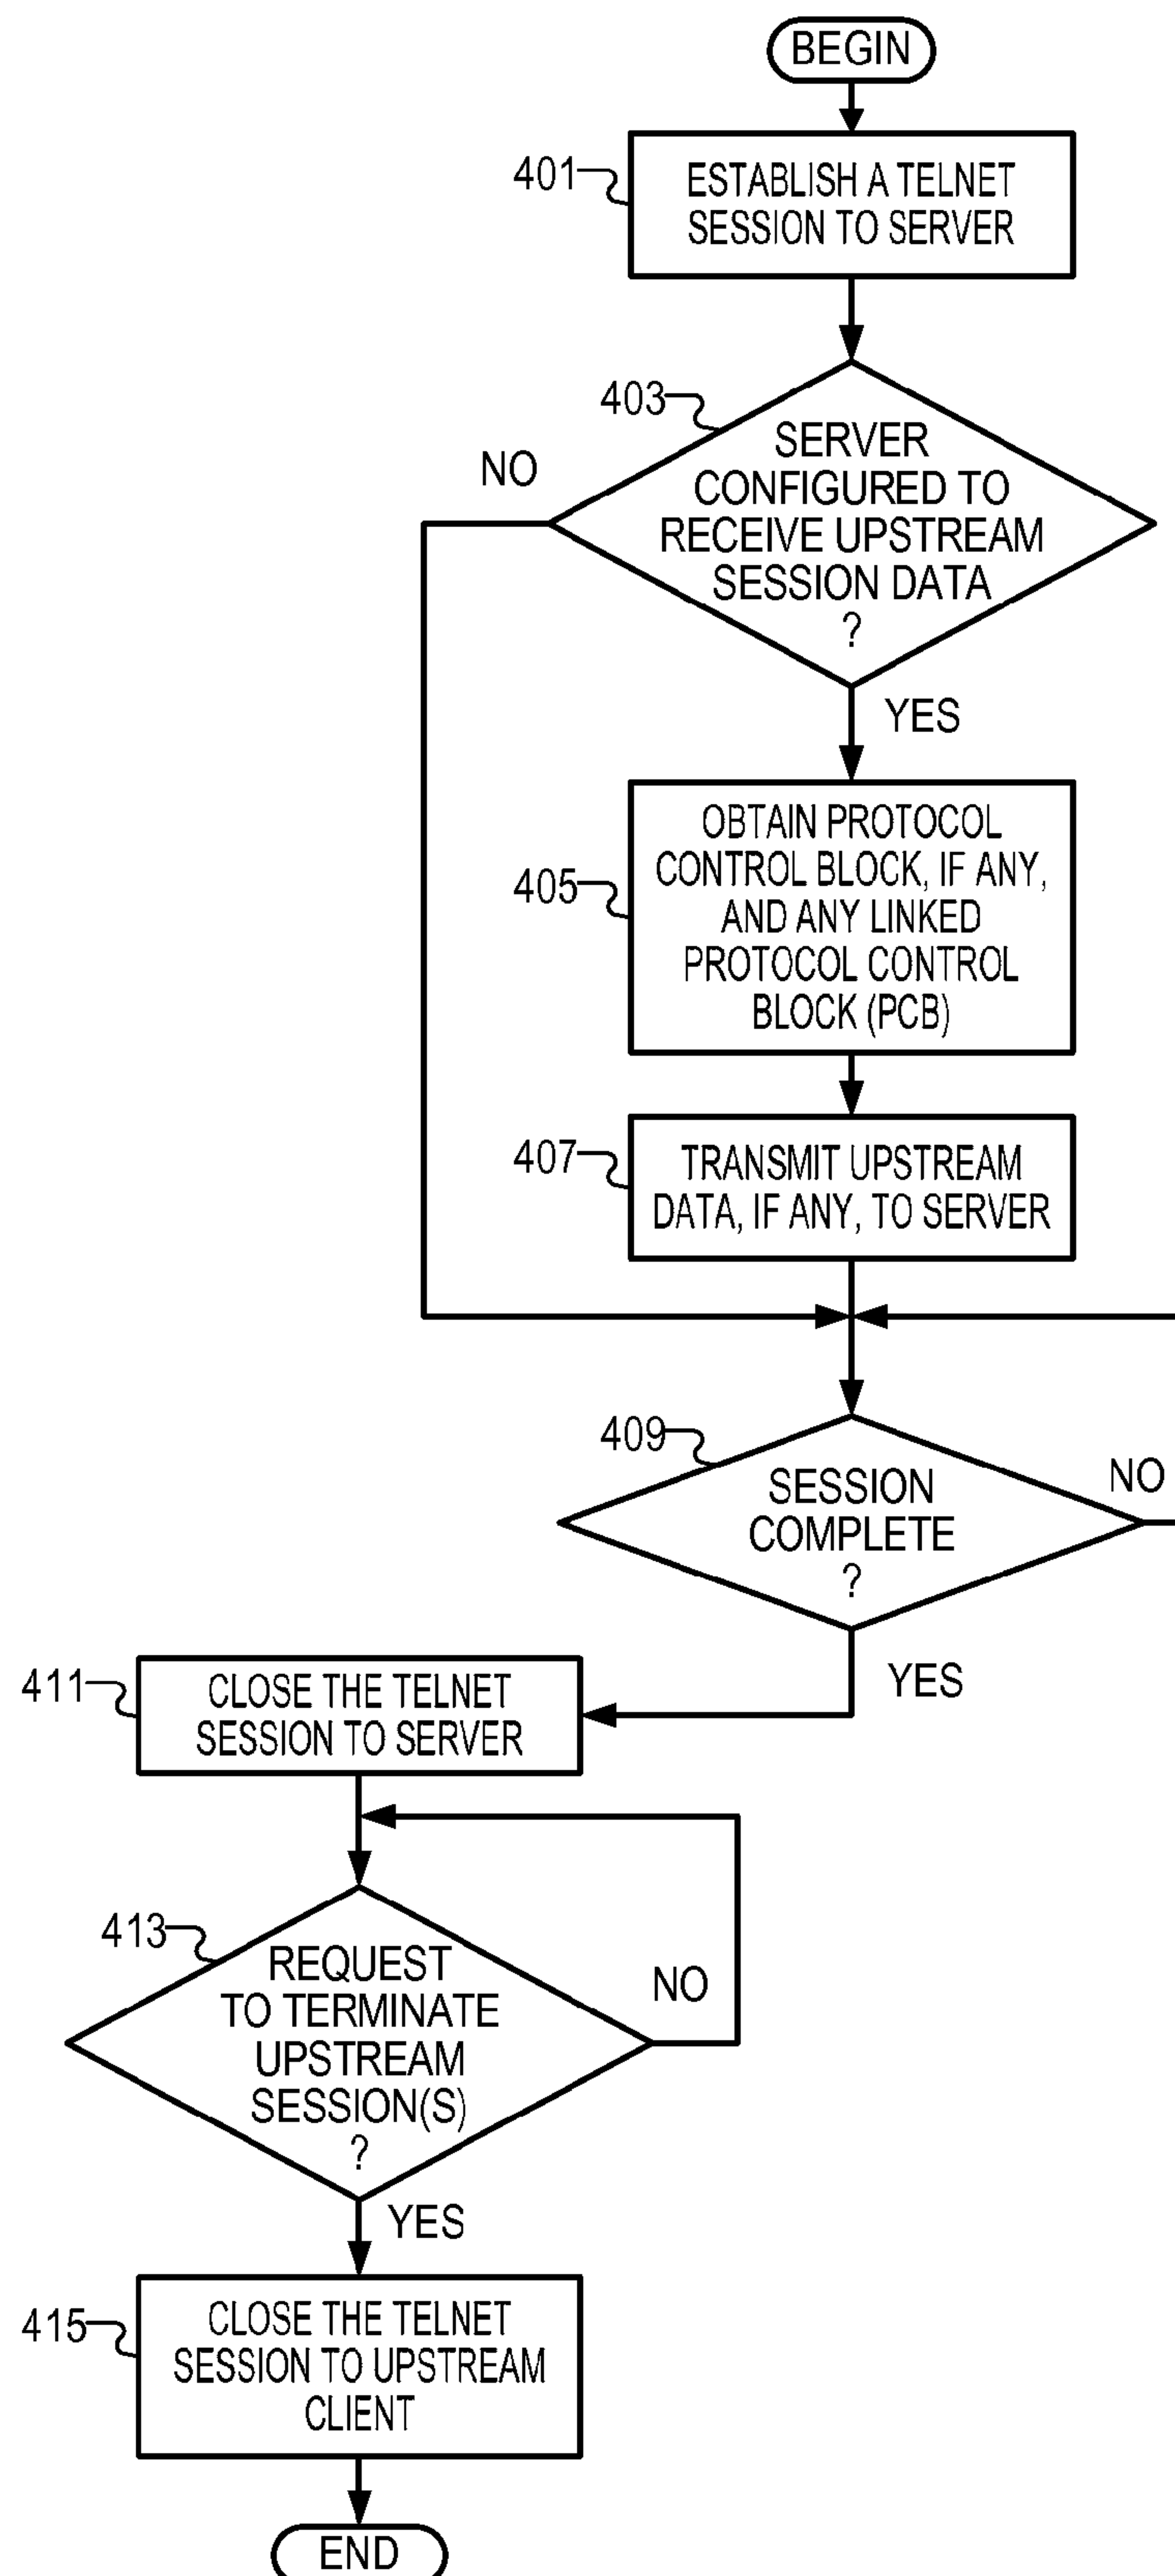 BEGIN
401
ESTABLISH A TELNET
SESSION TO SERVER
403
NO
SERVER
CONFIGURED TO
RECEIVE UPSTREAM
SESSION DATA
?
YES
405
OBTAIN PROTOCOL
CONTROL BLOCK, IF ANY,
AND ANY LINKED
PROTOCOL CONTROL
BLOCK (PCB)
407
TRANSMIT UPSTREAM
DATA, IF ANY, TO SERVER
409
SESSION
COMPLETE
?
NO
YES
411
CLOSE THE TELNET
SESSION TO SERVER
413
REQUEST
TO TERMINATE
UPSTREAM
SESSION(S)
?
NO
YES
415
CLOSE THE TELNET
SESSION TO UPSTREAM
CLIENT
END